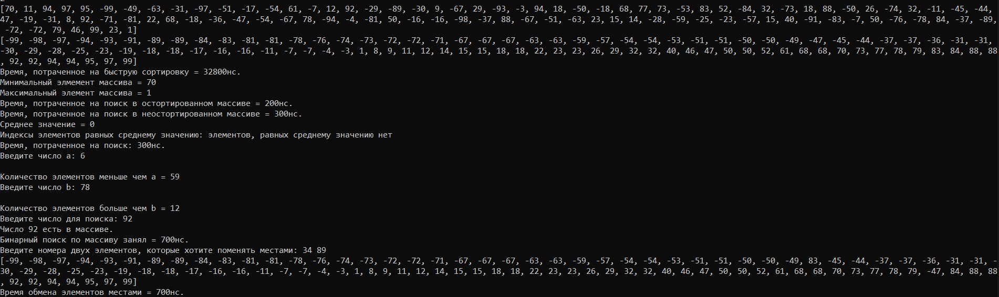 [70, 11, 94, 97, 95, -99, -49, -63, -31, -97, -51, -17, -54, 61, -7, 12, 92, -29, -89, -30, 9, -67, 29, -93, -3, 94, 18, -50, -18, 68, 77, 73, -53, 83, 52, -84, 32, -73, 18, 88, -50, 26, -74, 32, -11, -45, -44,
47, -19, -31, 8, 92, -71, -81, 22, 68, -18, -36, -47, -54, -67, 78, -94, -4, -81, 50, -16, -16, -98, -37, 88, -67, -51, -63, 23, 15, 14, -28, -59, -25, -23, -57, 15, 40, -91, -83, -7, 50, -76, -78, 84, -37, -89,
-72, -72, 79, 46, 99, 23, 1]
[-99, -98, -97, -94, -93, -91, -89, -89, -84, -83, -81, -81, -78, -76, -74, -73, -72, -72, -71, -67, -67, -67, -63, -63, -59, -57, -54, -54, -53, -51, -51, -50, -50, -49, -47, -45, -44, -37, -37, -36, -31, -31,
-30, -29, -28, -25, -23, -19, -18, -18, -17, -16, -16, -11, -7, -7, -4, -3, 1, 8, 9, 11, 12, 14, 15, 15, 18, 18, 22, 23, 23, 26, 29, 32, 32, 40, 46, 47, 50, 50, 52, 61, 68, 68, 70, 73, 77, 78, 79, 83, 84, 88, 88
, 92, 92, 94, 94, 95, 97, 99]
Время, потраченное на быструю сортировку = 32800нс.
Минимальный элмемент массива = 70
Максимальный элемент массива = 1
Время, потраченное на поиск в остортированном массиве = 200нс.
Время, потраченное на поиск в неостортированном массиве = 300нс.
Среднее значение = 0
Индексы элементов равных среднему значению: элементов, равных среднему значению нет
Время, потраченное на поиск: 300нс.
Введите число a: 6
Количество элементов меньше чем a = 59
Введите число b: 78
Количество элементов больше чем b = 12
Введите число для поиска: 92
Число 92 есть в массиве.
Бинарный поиск по массиву занял = 700нс.
Введите номера двух элементов, которые хотите поменять местами: 34 89
[-99, -98, -97, -94, -93, -91, -89, -89, -84, -83, -81, -81, -78, -76, -74, -73, -72, -72, -71, -67, -67, -67, -63, -63, -59, -57, -54, -54, -53, -51, -51, -50, -50, -49, 83, -45, -44, -37, -37, -36, -31, -31, -
30, -29, -28, -25, -23, -19, -18, -18, -17, -16, -16, -11, -7, -7, -4, -3, 1, 8, 9, 11, 12, 14, 15, 15, 18, 18, 22, 23, 23, 26, 29, 32, 32, 40, 46, 47, 50, 50, 52, 61, 68, 68, 70, 73, 77, 78, 79, -47, 84, 88, 88
, 92, 92, 94, 94, 95, 97, 99]
Время обмена элементов местами = 700нс.